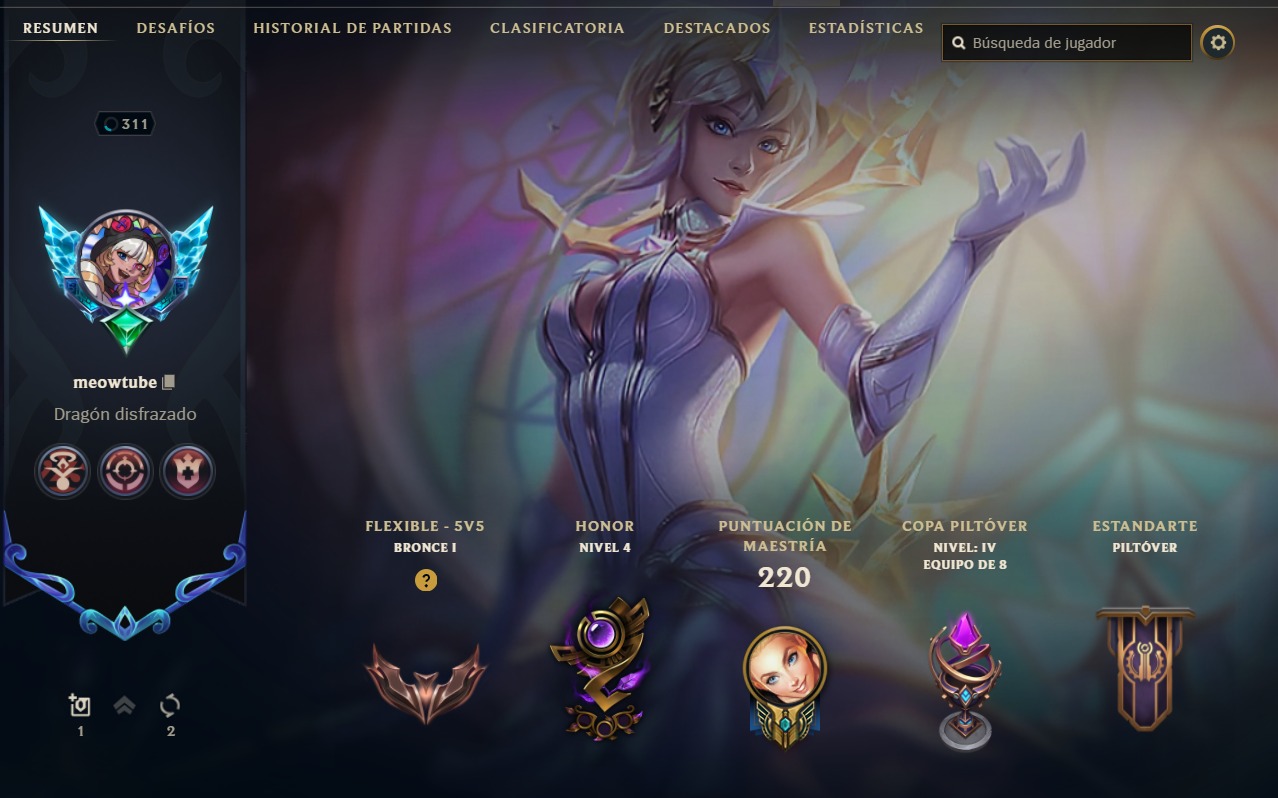 RESUMEN
DESAFÍOS
HISTORIAL DE PARTIDAS
CLASIFICATORIA
DESTACADOS
ESTADÍSTICAS
Búsqueda de jugador
311
meowtube
Dragón disfrazado
FLEXIBLE - 5V5
BRONCE I
?
HONOR
NIVEL 4
PUNTUACIÓN DE
MAESTRÍA
220
COPA PILTÓVER
NIVEL: IV
EQUIPO DE 8
ESTANDARTE
PILTÓVER
1
2